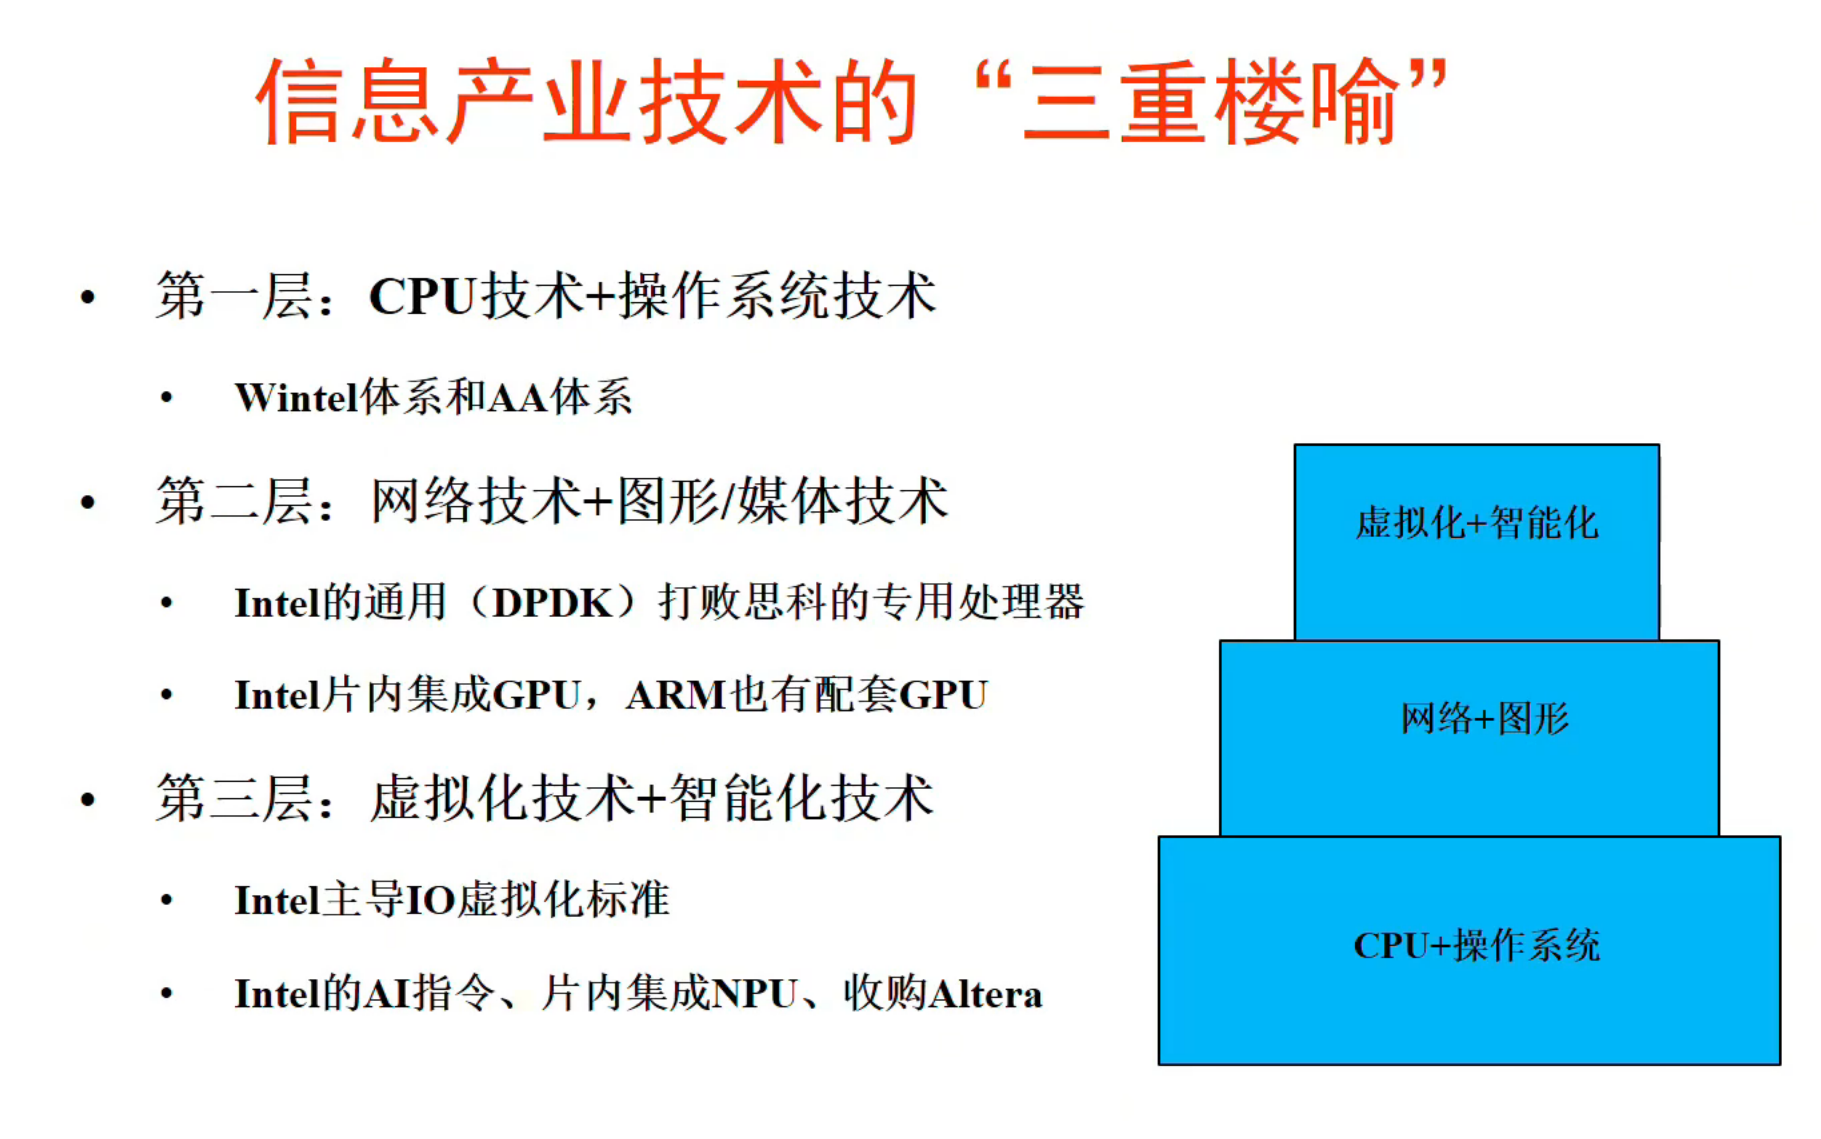 信息产业技术的“三重楼喻”
• 第一层：CPU技术+操作系统技术
• Wintel体系和AA体系
• 第二层：网络技术+图形/媒体技术
• Intel的通用（DPDK）打败思科的专用处理器
• Intel片内集成GPU，ARM也有配套GPU
• 第三层：虚拟化技术+智能化技术
• Intel主导IO虚拟化标准
• Intel的AI指令、片内集成NPU、收购Altera
虚拟化+智能化
网络+图形
CPU+操作系统